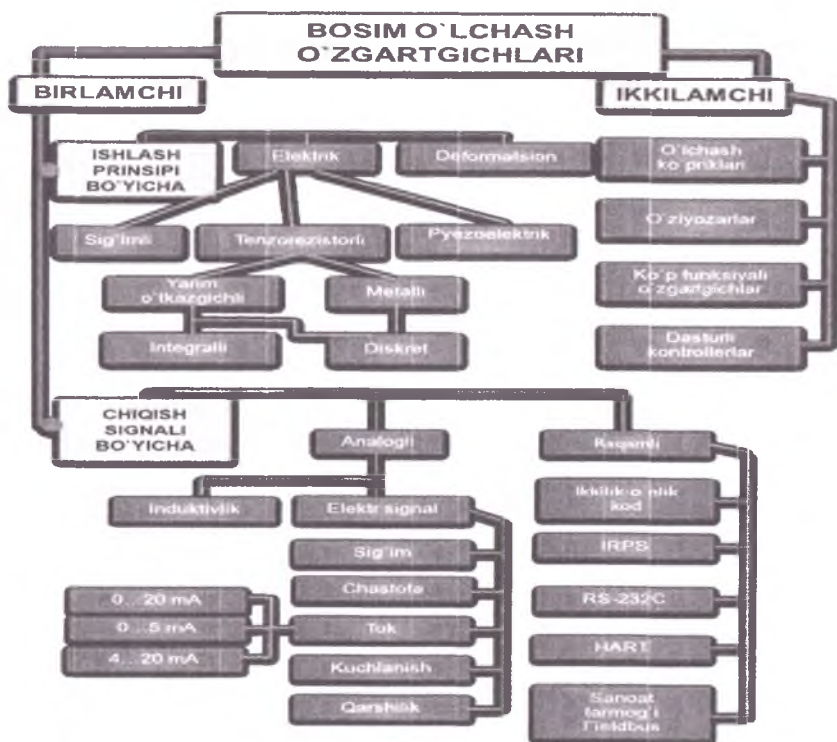 BOSIM O`LCHASH
O`ZGARTGICHLARI
BIRLAMCHI
IKKILAMCHI
ISHLASH
PRINSIPI
BO`YICHA
Elektrik
Deformatsion
O`lchash
ko`priklari
Sig`imli
Tenzorezistorli
Pyezoelektrik
O`ziyozarlar
Yarim
o`tkazgichli
Metalli
Ko`p funksiyali
o`zgartgichlar
Integralli
Diskret
Dasturli
kontrollerlar
CHIQISH
SIGNALI
BO`YICHA
Analogli
Raqamli
Induktivlik
Elektr signal
Ikkilik-o`nlik
kod
Sig`im
IRPS
Chastota
0...20 mA
RS-232C
0...5 mA
Tok
4...20 mA
Kuchlanish
HART
Qarshilik
Sanoat
tarmog`i
Fieldbus